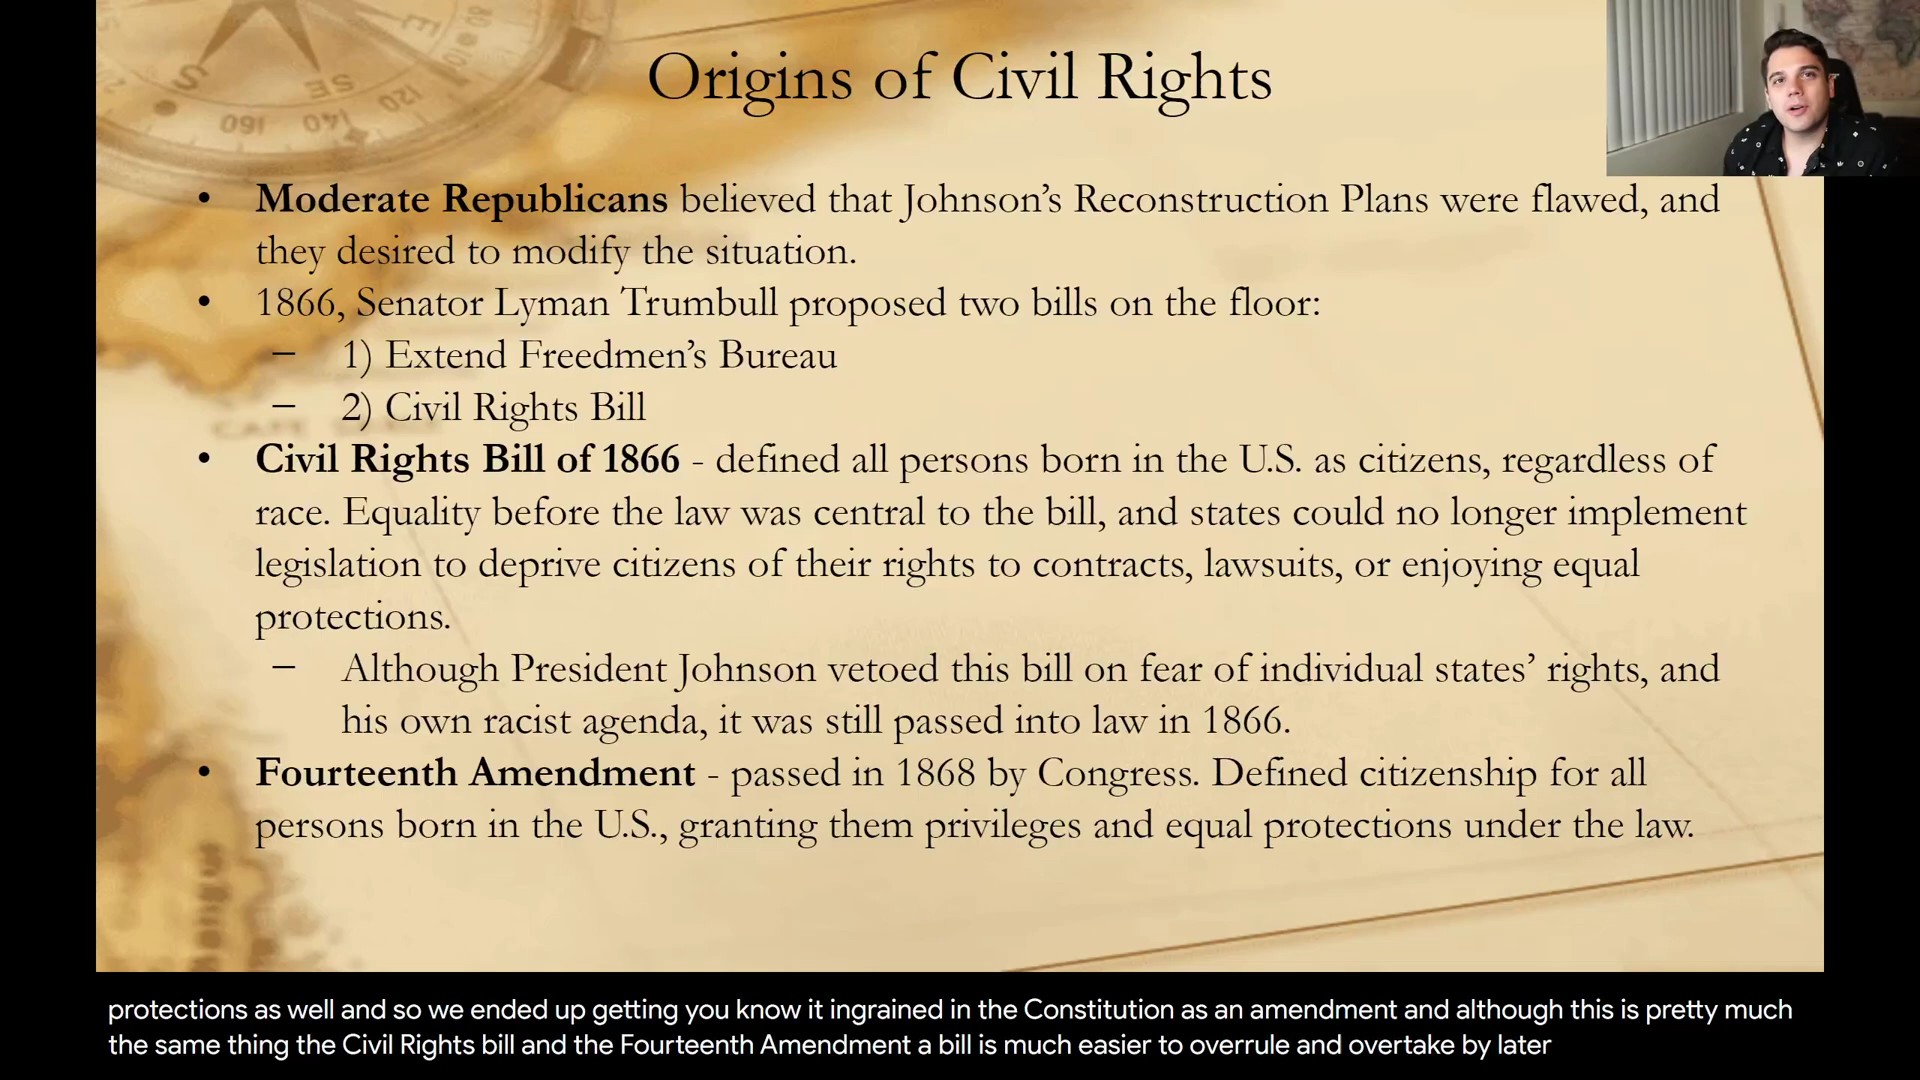 Origins of Civil Rights
• Moderate Republicans believed that Johnson’s Reconstruction Plans were flawed, and
they desired to modify the situation.
• 1866, Senator Lyman Trumbull proposed two bills on the floor:
– 1) Extend Freedmen’s Bureau
– 2) Civil Rights Bill
• Civil Rights Bill of 1866 - defined all persons born in the U.S. as citizens, regardless of
race. Equality before the law was central to the bill, and states could no longer implement
legislation to deprive citizens of their rights to contracts, lawsuits, or enjoying equal
protections.
– Although President Johnson vetoed this bill on fear of individual states’ rights, and
his own racist agenda, it was still passed into law in 1866.
• Fourteenth Amendment - passed in 1868 by Congress. Defined citizenship for all
persons born in the U.S., granting them privileges and equal protections under the law.
protections as well and so we ended up getting you know it ingrained in the Constitution as an amendment and although this is pretty much
the same thing the Civil Rights bill and the Fourteenth Amendment a bill is much easier to overrule and overtake by later
S
SE
160
140
120